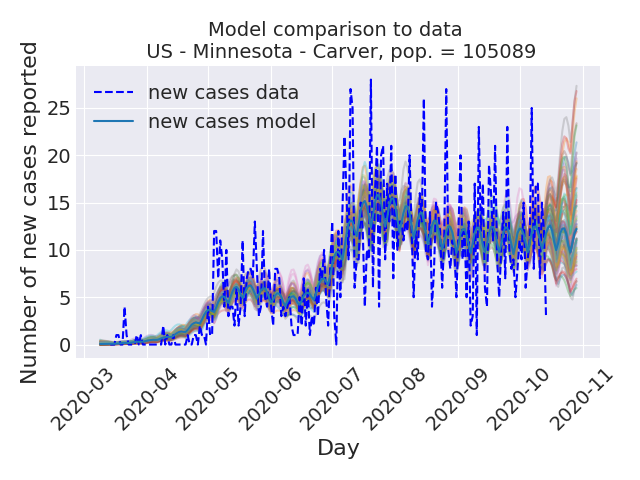 Model comparison to data
US - Minnesota - Carver, pop. = 105089
Number of new cases reported
new cases data
new cases model
25
20
15
10
5
0
2020-03
2020-04
2020-05
2020-06
2020-07
2020-08
2020-09
2020-10
2020-11
Day